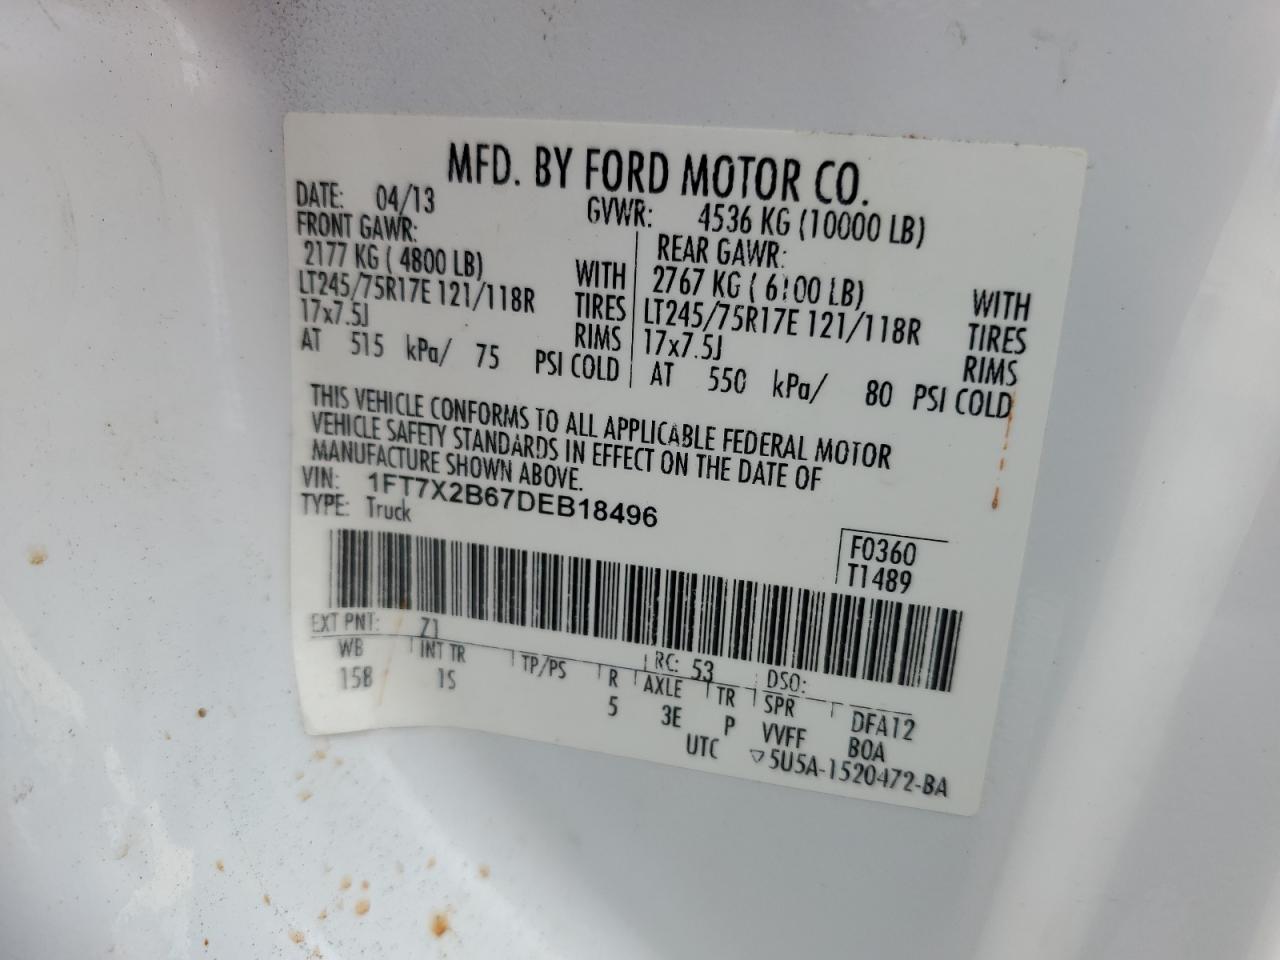 MFD. BY FORD MOTOR CO.
DATE: 04/13 GVWR: 4536 KG (10000 LB)
FRONT GAWR: REAR GAWR:
2177 KG ( 4800 LB) WITH 2767 KG ( 6100 LB) WITH
LT245/75R17E 121/118R TIRES LT245/75R17E 121/118R TIRES
17x7.5J RIMS 17x7.5J RIMS
AT 515 kPa/ 75 PSI COLD AT 550 kPa/ 80 PSI COLD
THIS VEHICLE CONFORMS TO ALL APPLICABLE FEDERAL MOTOR
VEHICLE SAFETY STANDARDS IN EFFECT ON THE DATE OF
MANUFACTURE SHOWN ABOVE.
VIN: 1FT7X2B67DEB18496
TYPE: Truck
F0360
T1489
EXT PNT: Z1 RC: 53 DSO:
WB INT TR TP/PS R AXLE TR SPR DFA12
158 1S 5 3E P VVFF BOA
UTC ▽5U5A-1520472-BA